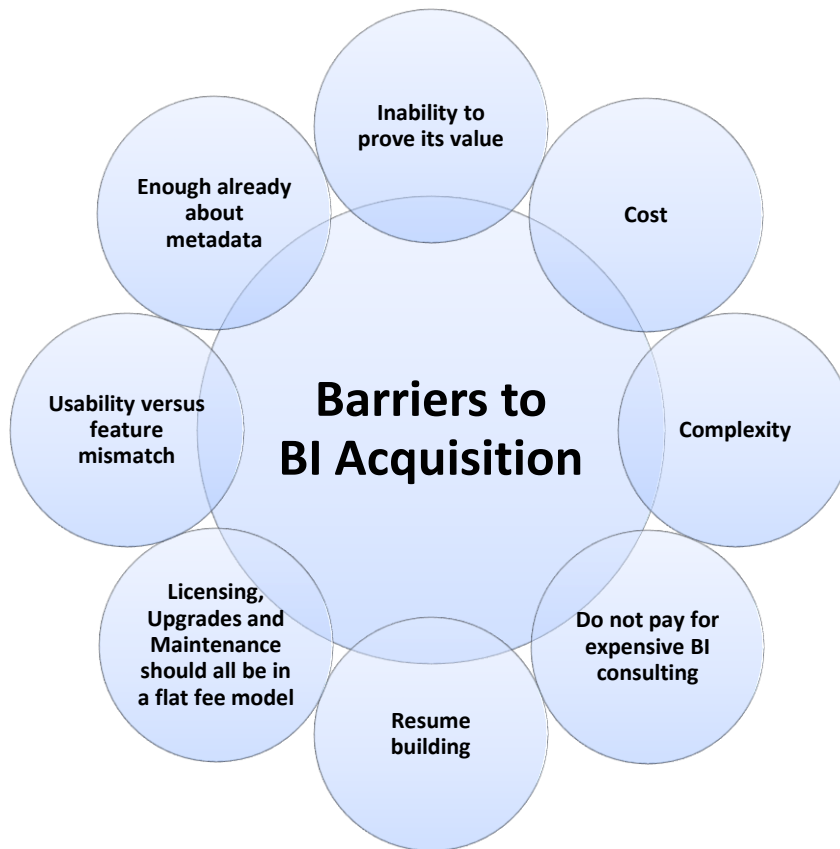 Inability to
prove its value
Cost
Complexity
Do not pay for
expensive BI
consulting
Resume
building
Licensing,
Upgrades and
Maintenance
should all be in
a flat fee model
Usability versus
feature
mismatch
Enough already
about
metadata
Barriers to
BI Acquisition